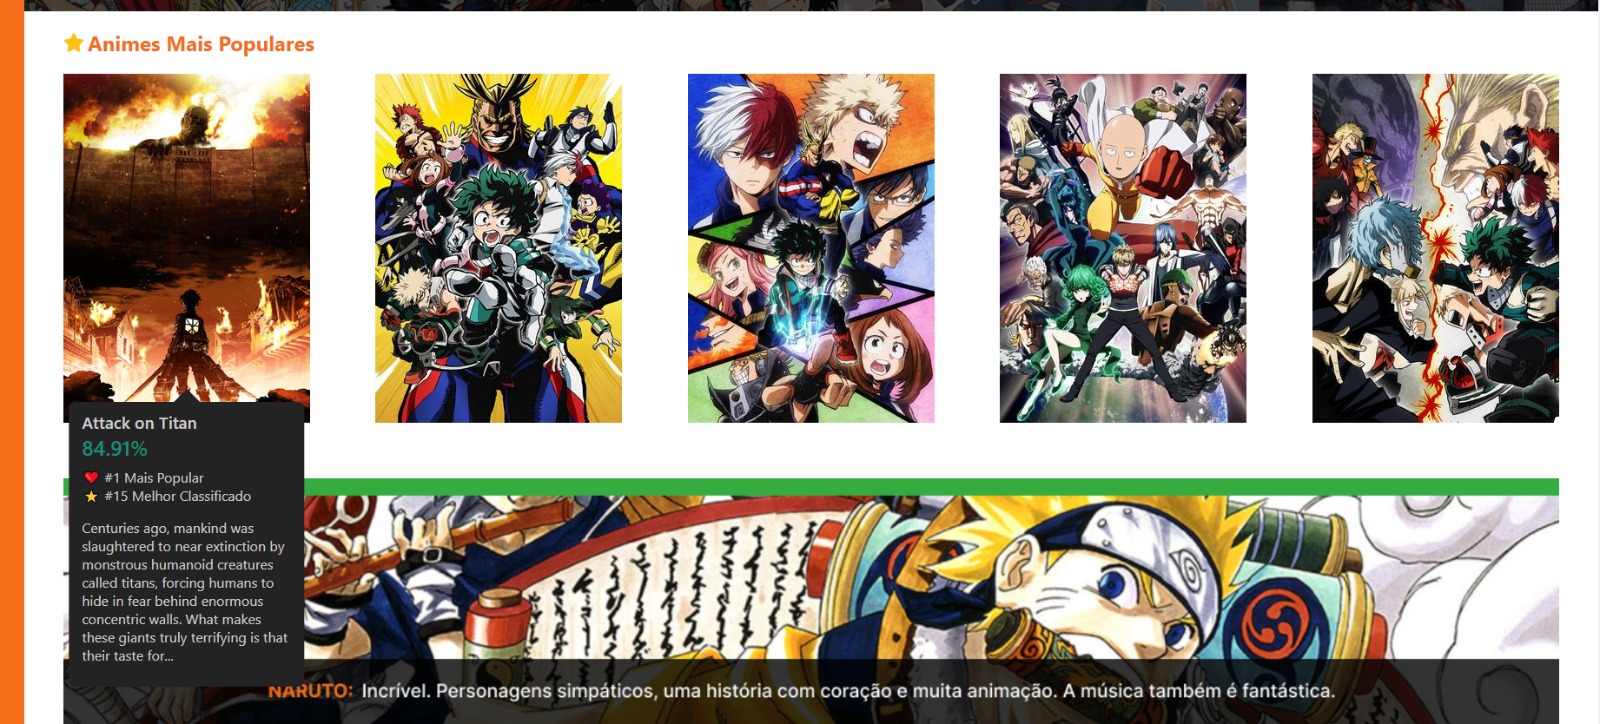 Animes Mais Populares
Attack on Titan
84.91%
#1 Mais Popular
#15 Melhor Classificado
Centuries ago, mankind was
slaughtered to near extinction by
monstrous humanoid creatures
called titans, forcing humans to
hide in fear behind enormous
concentric walls. What makes
these giants truly terrifying is that
their taste for...
NARUTO: Incrível. Personagens simpáticos, uma história com coração e muita animação. A música também é fantástica.